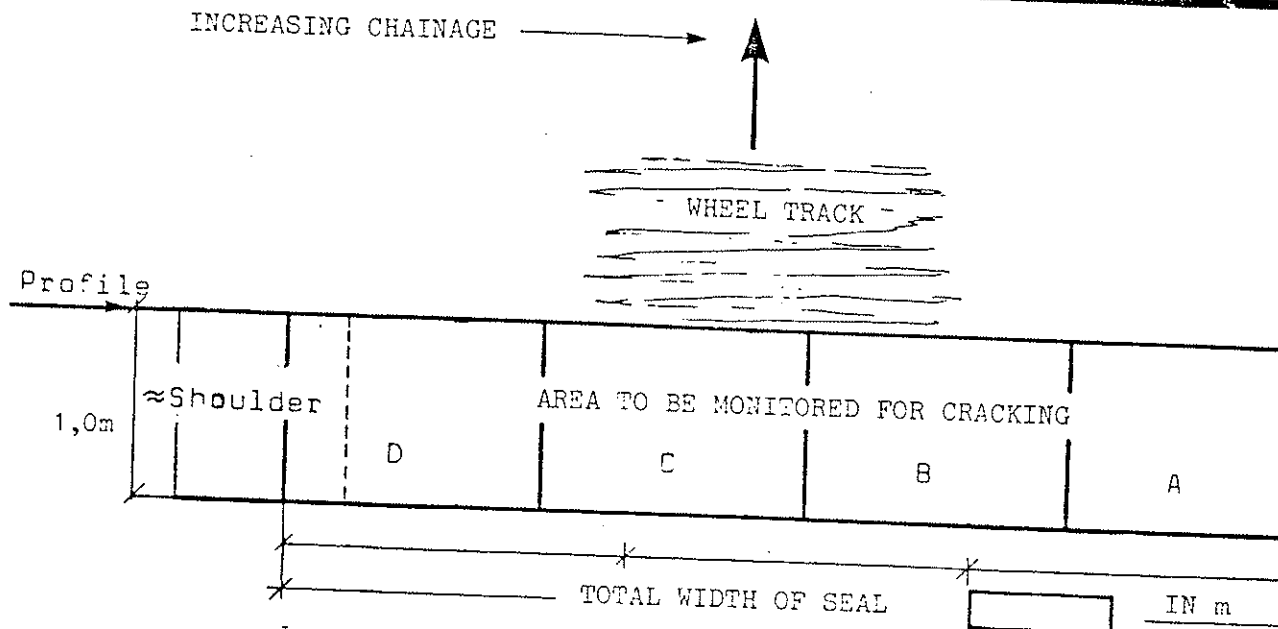 INCREASING CHAINAGE
- WHEEL TRACK -
Profile
≈Shoulder
AREA TO BE MONITORED FOR CRACKING
1,0m
D
C
B
A
TOTAL WIDTH OF SEAL
IN m